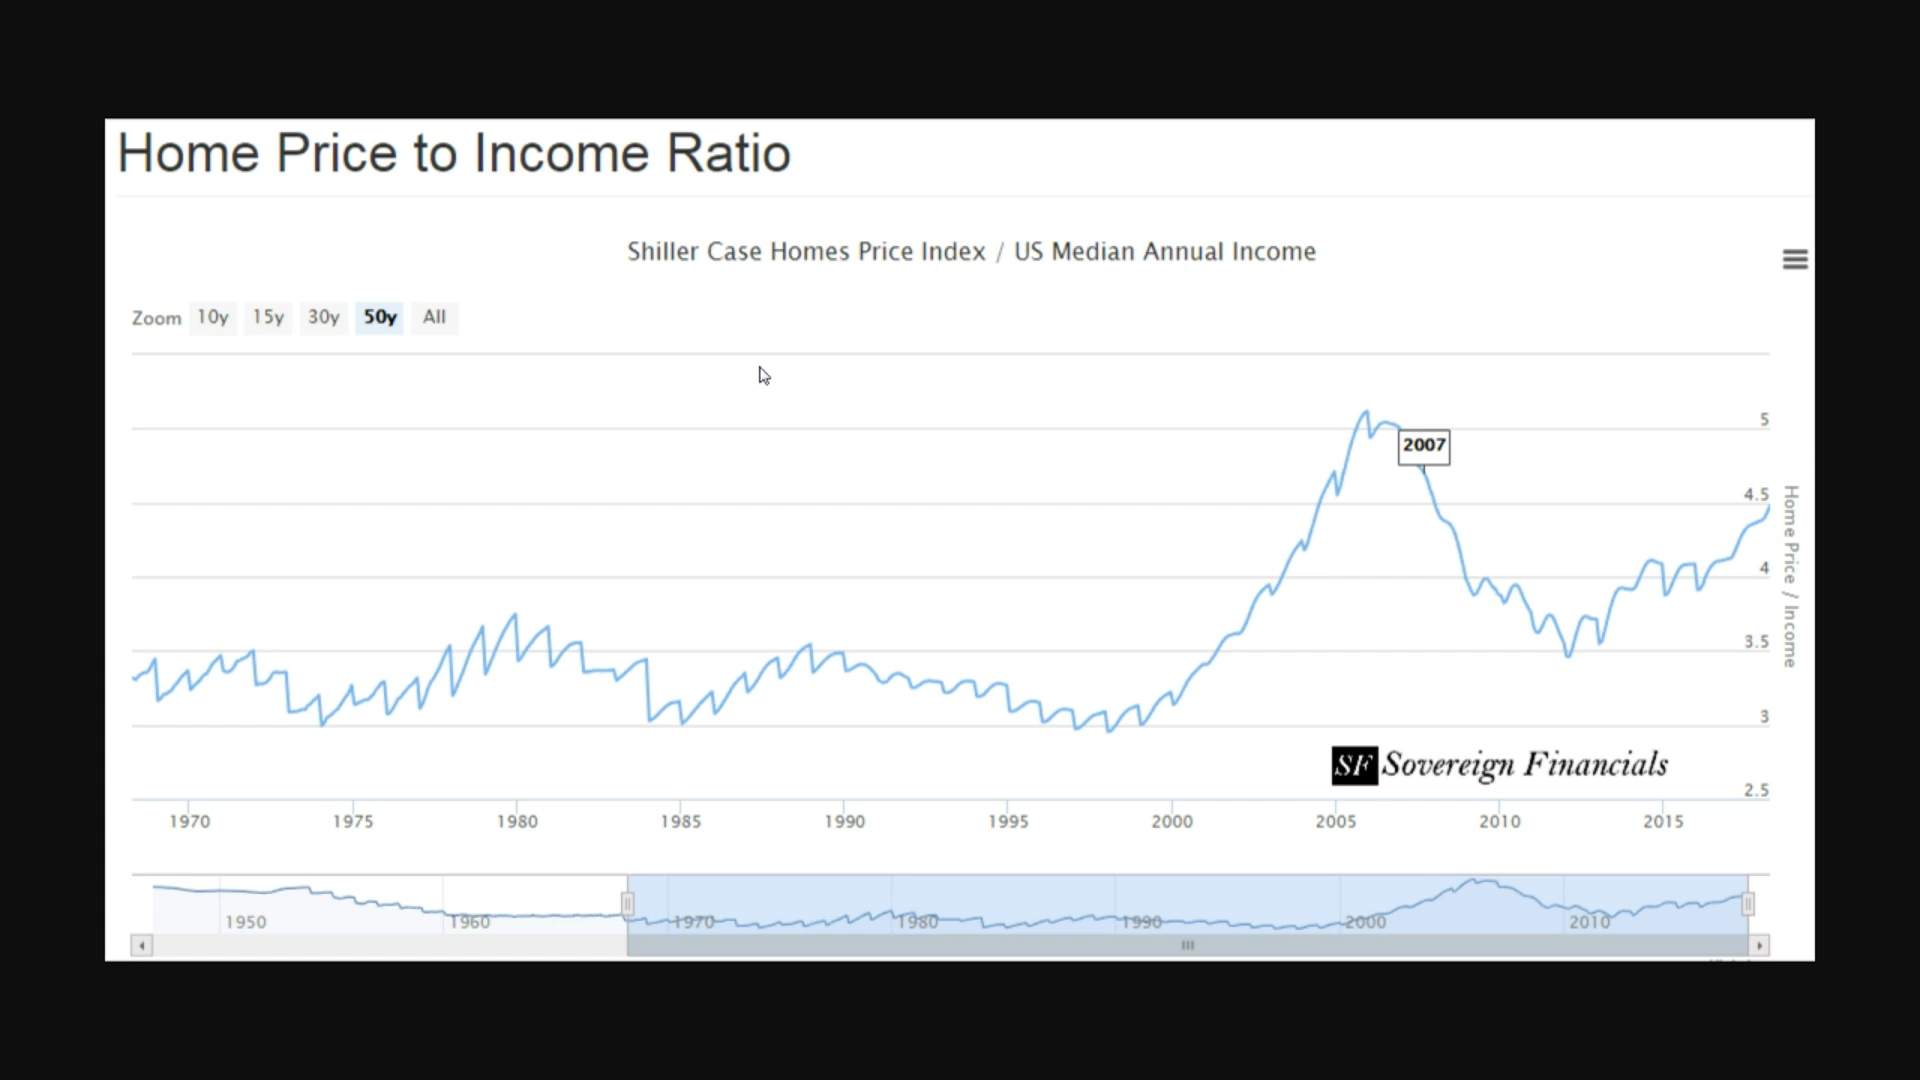 Home Price to Income Ratio
Shiller Case Homes Price Index / US Median Annual Income
Zoom 10y 15y 30y 50y All
5
2007
4.5
4
3.5
3
2.5
Home Price / Income
SF Sovereign Financials
1970 1975 1980 1985 1990 1995 2000 2005 2010 2015
1950 1960 1970 1980 1990 2000 2010